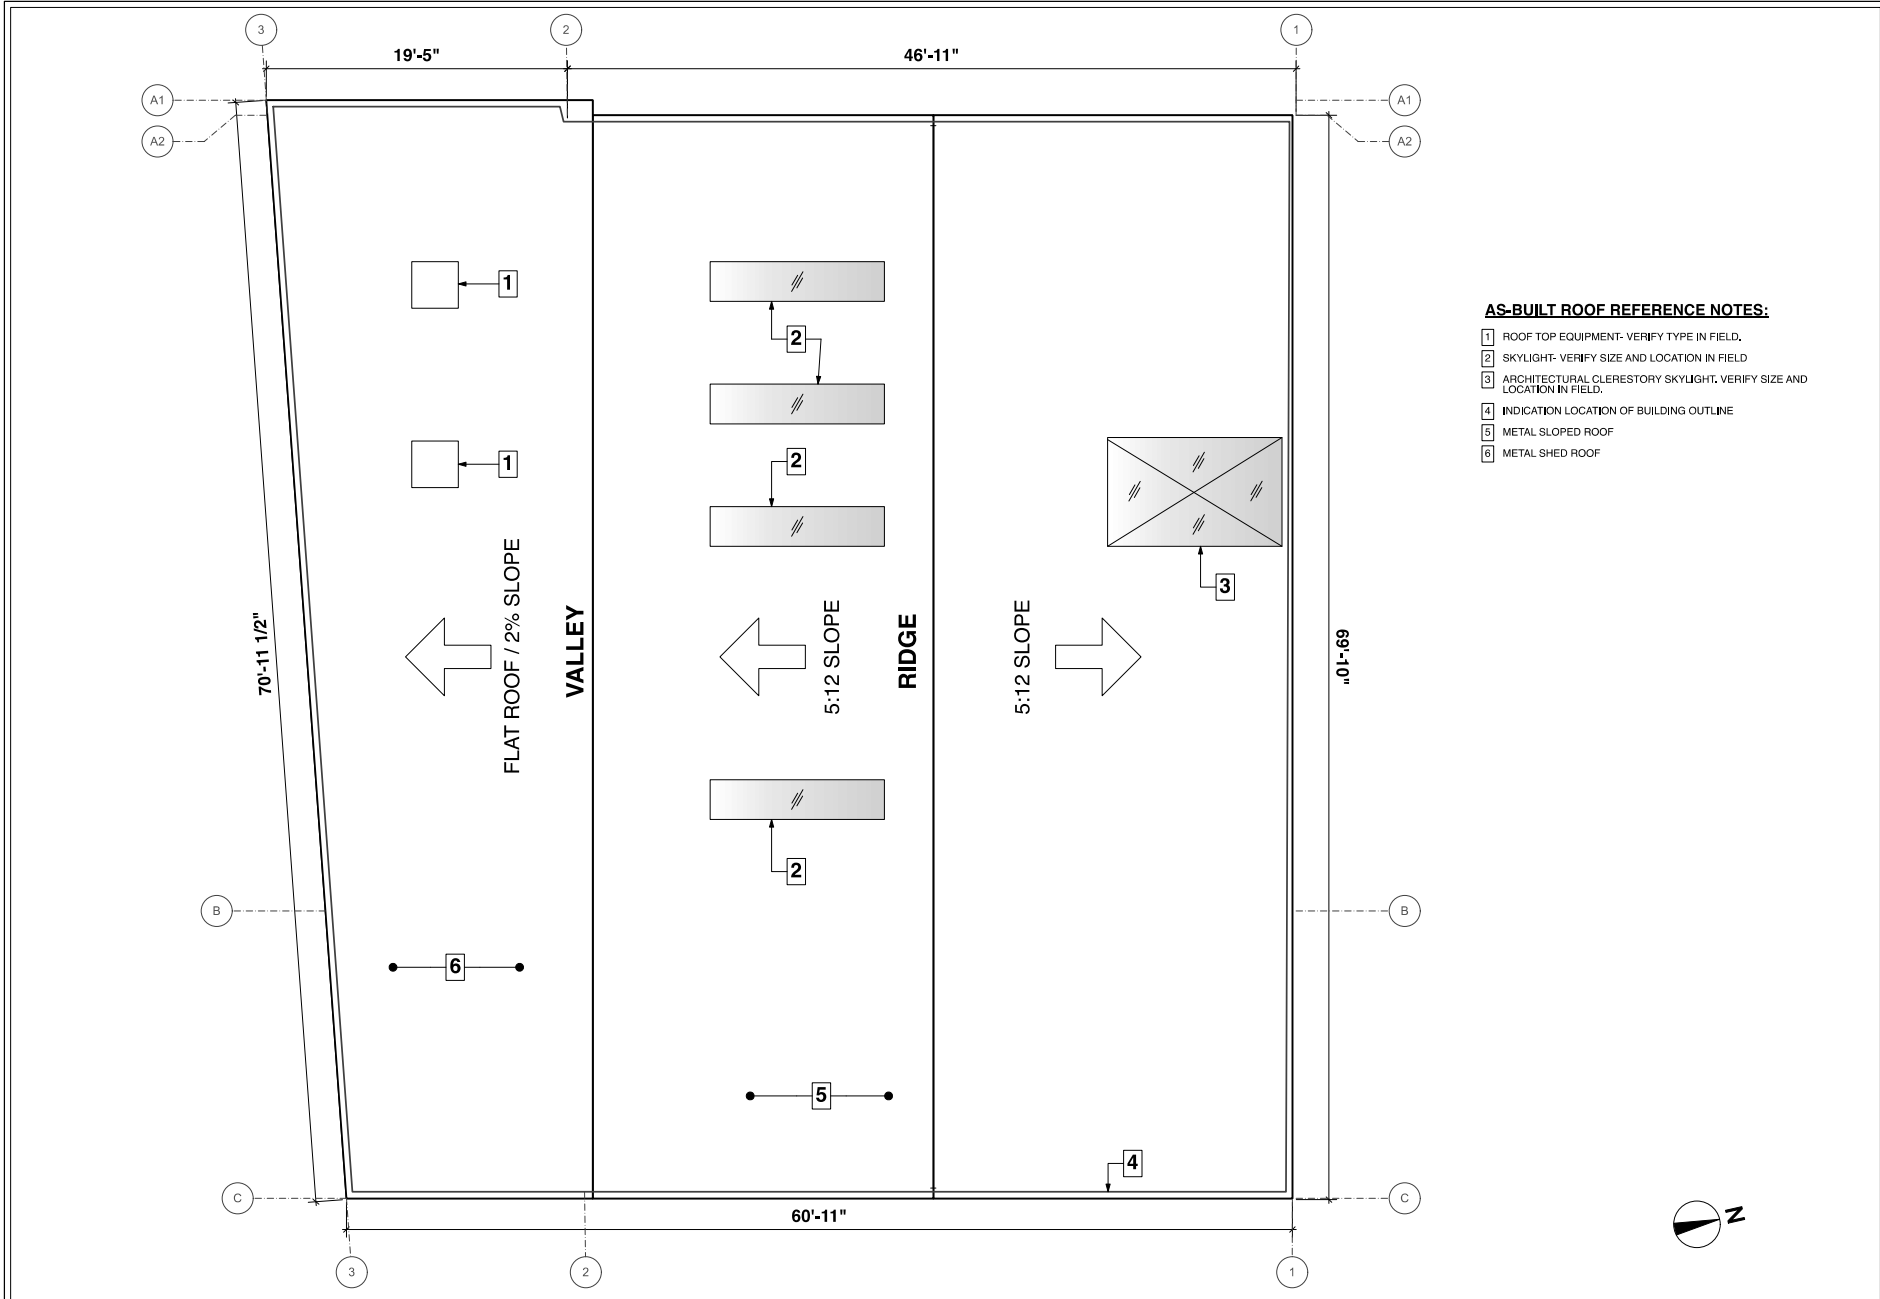 3
2
1
19'-5"
46'-11"
A1
A1
A2
A2
1
2
2
1
AS-BUILT ROOF REFERENCE NOTES:
1 ROOF TOP EQUIPMENT- VERIFY TYPE IN FIELD.
2 SKYLIGHT- VERIFY SIZE AND LOCATION IN FIELD
3 ARCHITECTURAL CLERESTORY SKYLIGHT. VERIFY SIZE AND
LOCATION IN FIELD.
4 INDICATION LOCATION OF BUILDING OUTLINE
5 METAL SLOPED ROOF
6 METAL SHED ROOF
3
70'-11 1/2"
FLAT ROOF / 2% SLOPE
VALLEY
5:12 SLOPE
RIDGE
5:12 SLOPE
69'-10"
2
B
B
6
5
4
C
C
60'-11"
3
2
1
N